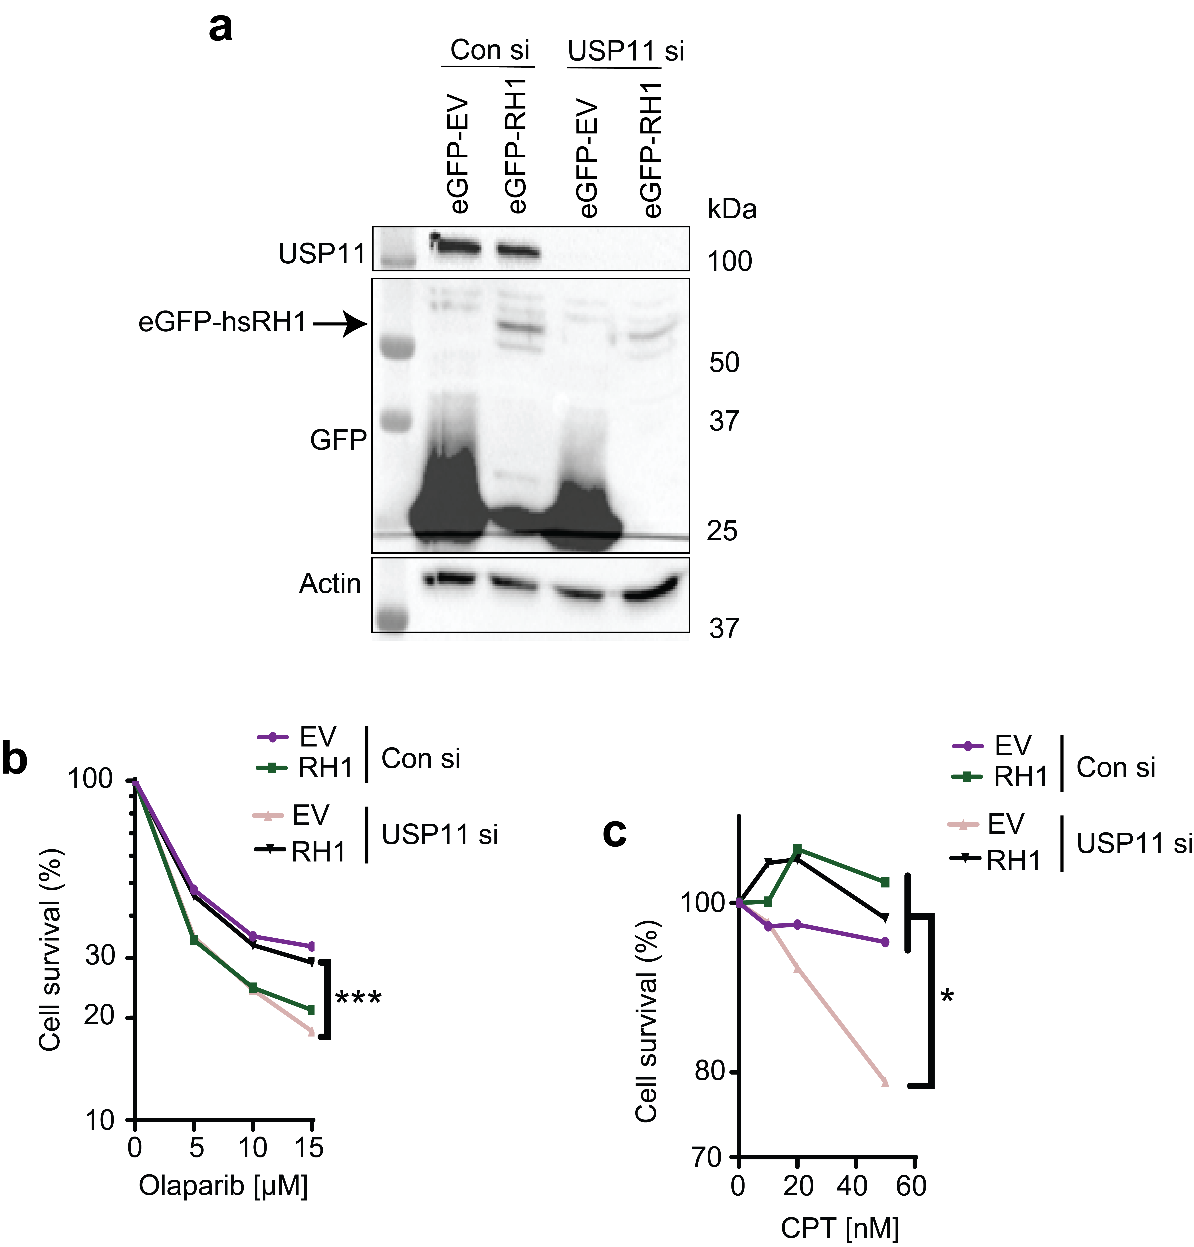 a
Con si
USP11 si
eGFP-EV
eGFP-RH1
eGFP-EV
eGFP-RH1
kDa
USP11
100
eGFP-hsRH1
50
37
GFP
25
Actin
37
b
EV
RH1
Con si
EV
RH1
USP11 si
100
30
20
10
Cell survival (%)
***
0 5 10 15
Olaparib [µM]
c
EV
RH1
Con si
EV
RH1
USP11 si
100
80
70
Cell survival (%)
*
0 20 40 60
CPT [nM]